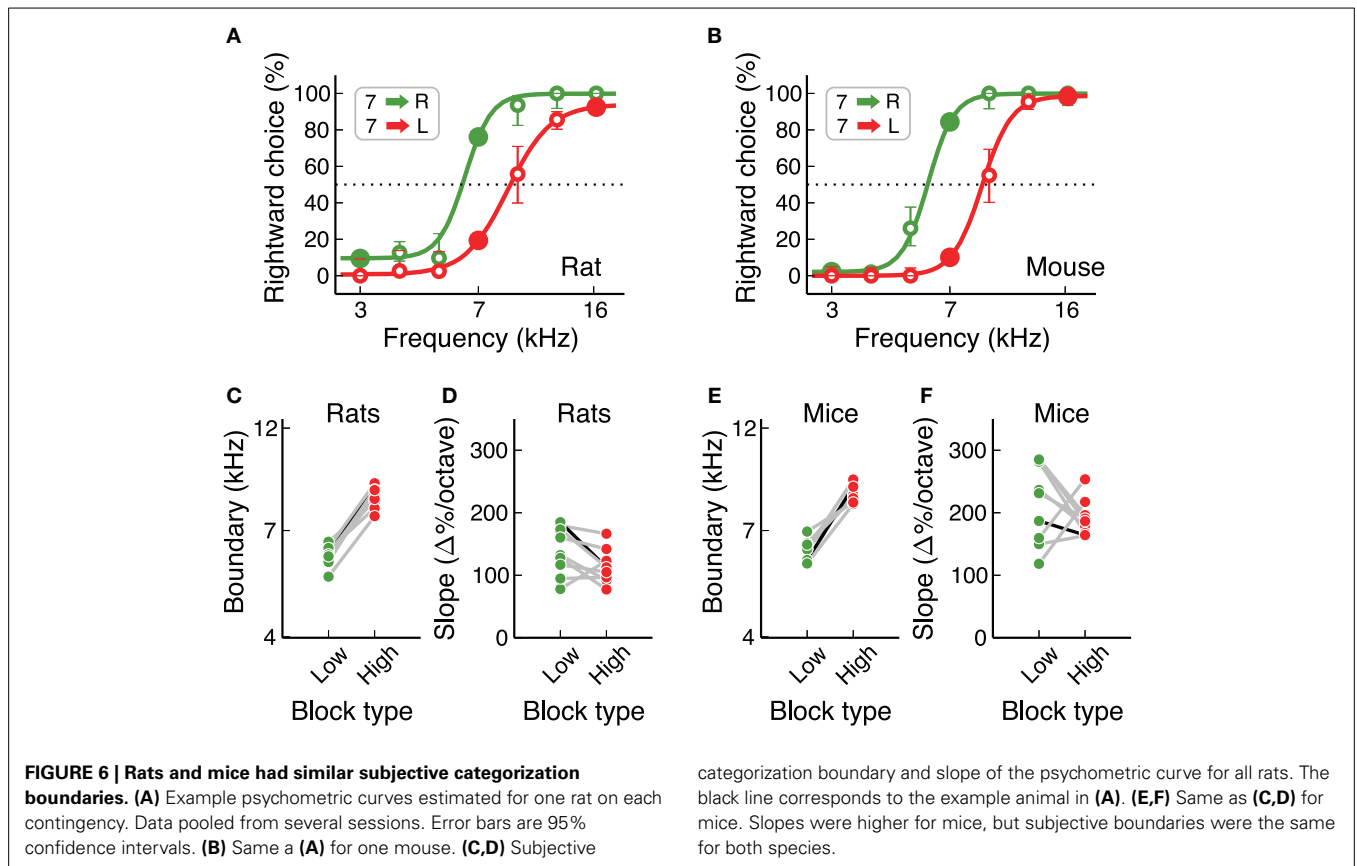 A
B
Rightward choice (%)
100
80
60
40
20
0
7 R
7 L
Rat
3
7
16
Frequency (kHz)
Rightward choice (%)
100
80
60
40
20
0
7 R
7 L
Mouse
3
7
16
Frequency (kHz)
C
Rats
Boundary (kHz)
12
7
4
Low
High
Block type
D
Rats
Slope (Δ%/octave)
300
200
100
0
Low
High
Block type
E
Mice
Boundary (kHz)
12
7
4
Low
High
Block type
F
Mice
Slope (Δ%/octave)
300
200
100
0
Low
High
Block type
FIGURE 6 | Rats and mice had similar subjective categorization
boundaries. (A) Example psychometric curves estimated for one rat on each
contingency. Data pooled from several sessions. Error bars are 95%
confidence intervals. (B) Same a (A) for one mouse. (C,D) Subjective
categorization boundary and slope of the psychometric curve for all rats. The
black line corresponds to the example animal in (A). (E,F) Same as (C,D) for
mice. Slopes were higher for mice, but subjective boundaries were the same
for both species.